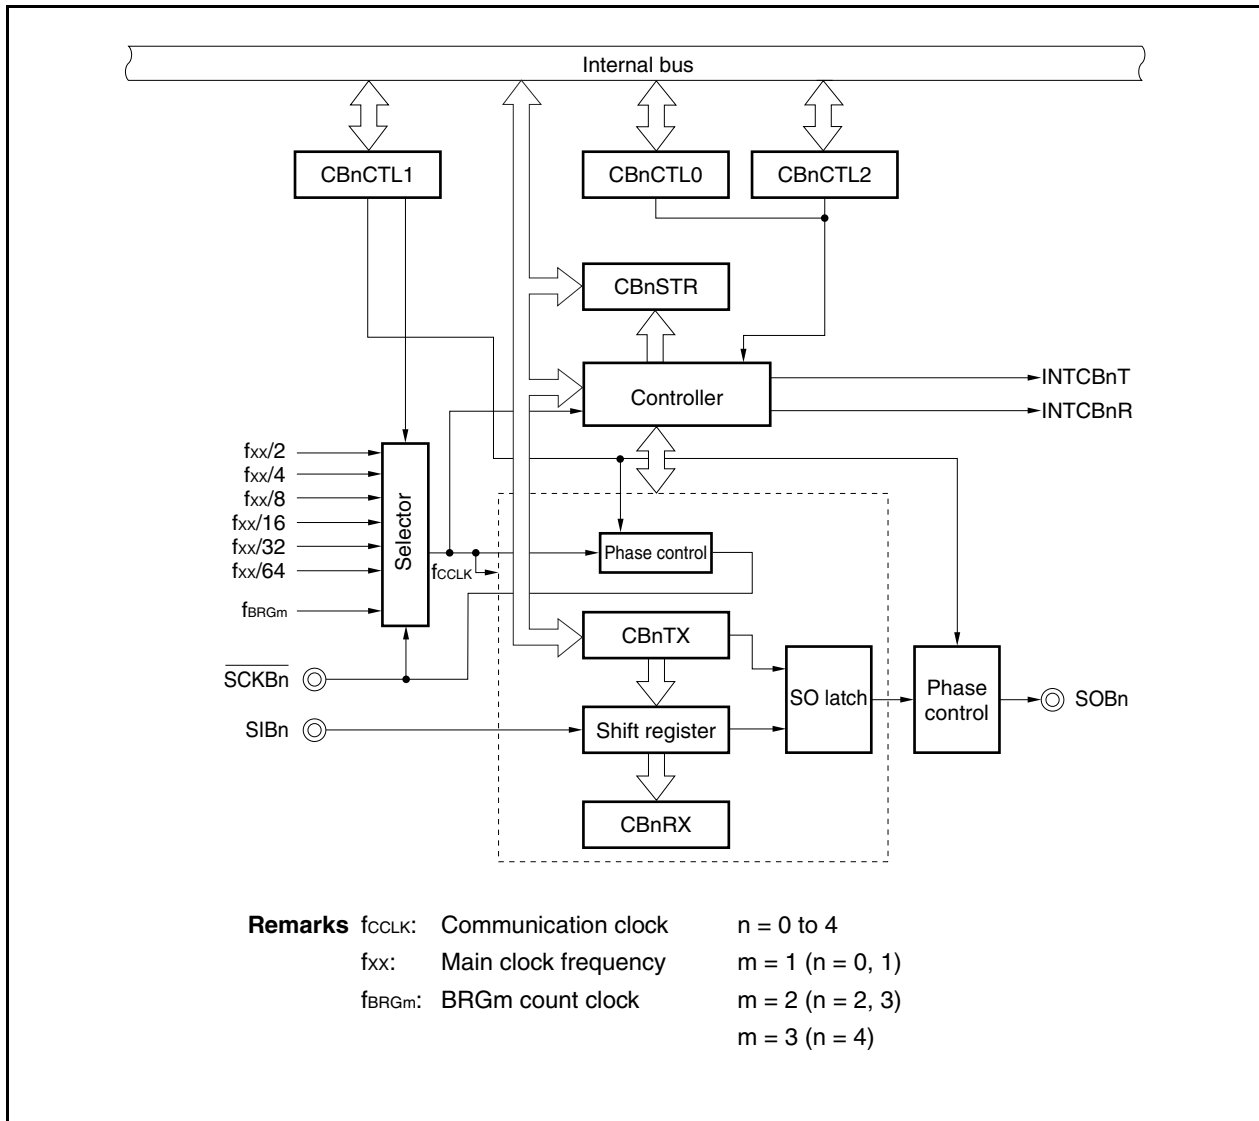 Internal bus
CBnCTL1
CBnCTL0
CBnCTL2
CBnSTR
Controller
INTCBnT
INTCBnR
fxx/2
fxx/4
fxx/8
fxx/16
fxx/32
fxx/64
fBRGm
Selector
fCCLK
Phase control
SCKBn
SIBn
CBnTX
Shift register
CBnRX
SO latch
Phase
control
SOBn
Remarks fCCLK: Communication clock n = 0 to 4
fxx: Main clock frequency m = 1 (n = 0, 1)
fBRGm: BRGm count clock m = 2 (n = 2, 3)
m = 3 (n = 4)